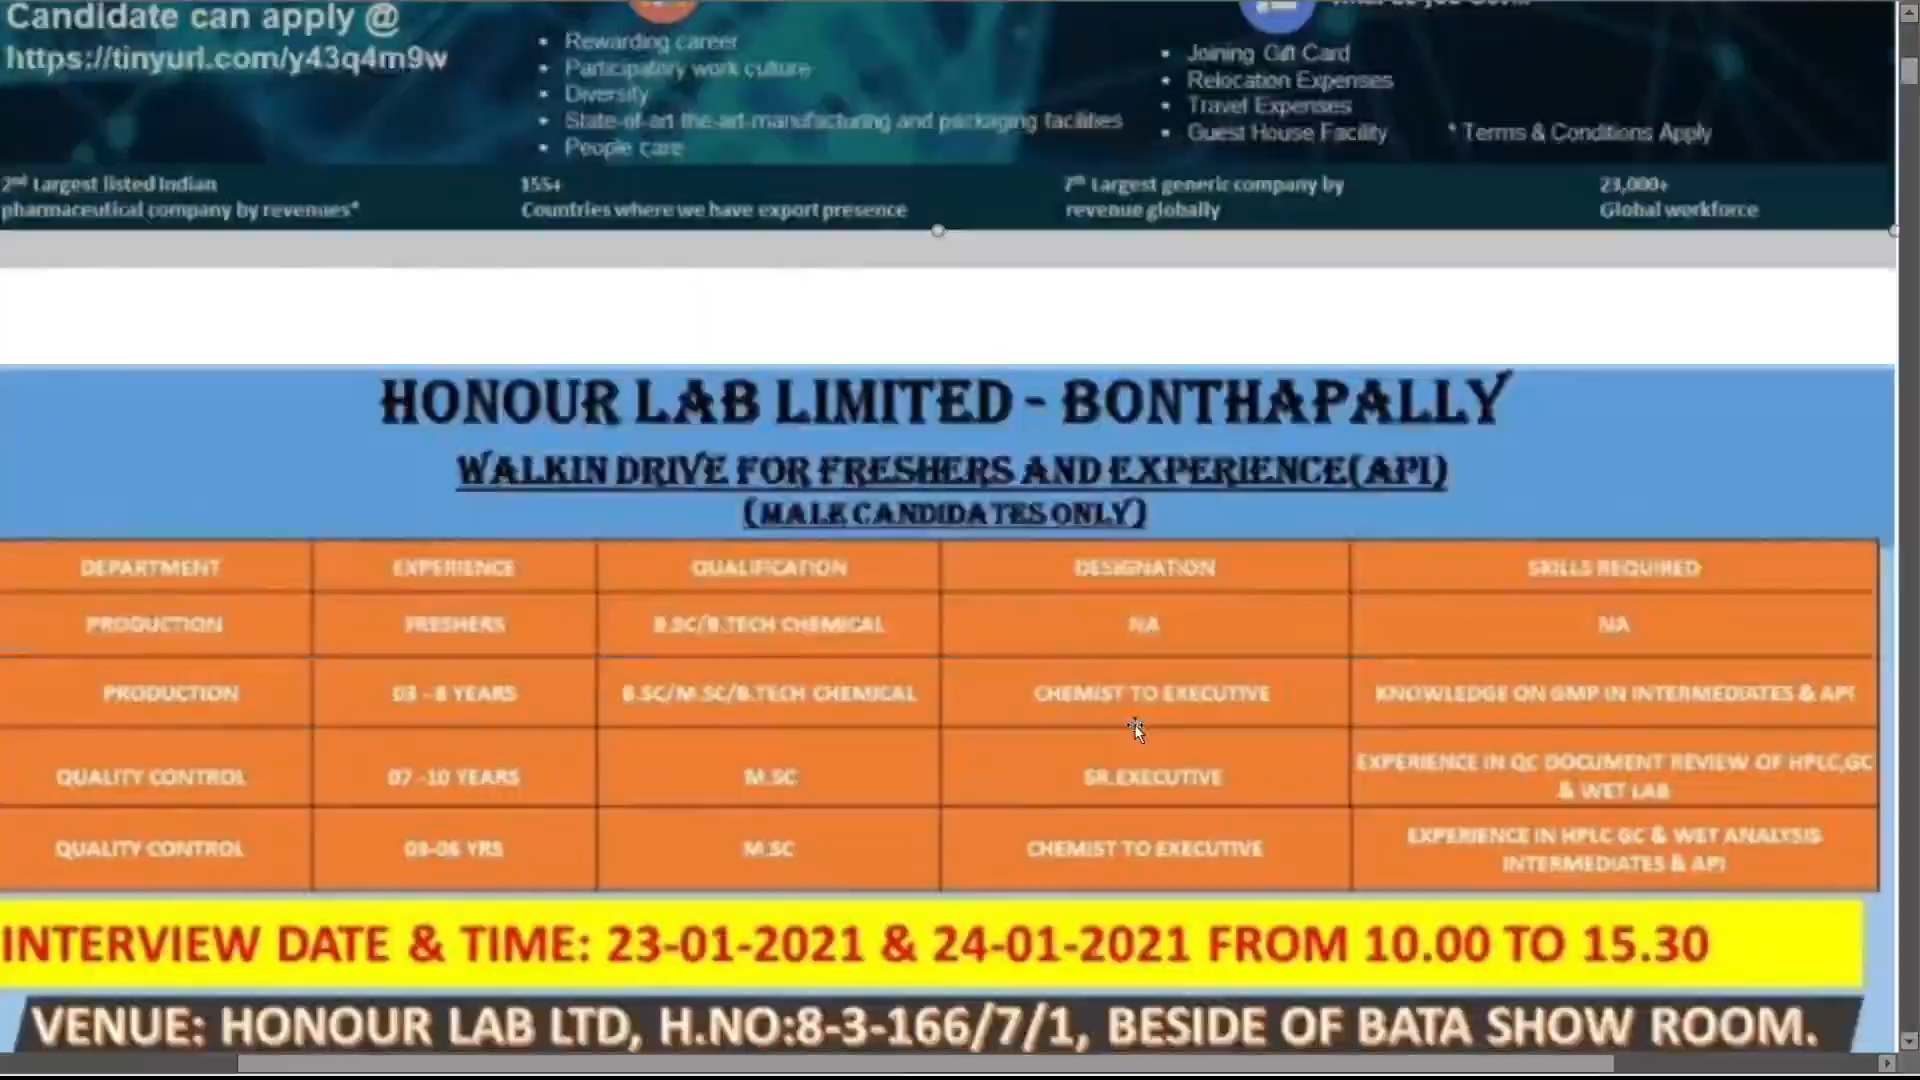 Candidate can apply @
https://tinyurl.com/y43q4m9w
• Rewarding career
• Participatory work culture
• Diversity
• State-of-art the-art-manufacturing and packaging facilities
• People care
• Joining Gift Card
• Relocation Expenses
• Travel Expenses
• Guest House Facility
* Terms & Conditions Apply
2nd Largest listed Indian
pharmaceutical company by revenues*
155+
Countries where we have export presence
7th Largest generic company by
revenue globally
23,000+
Global workforce
HONOUR LAB LIMITED - BONTHAPALLY
WALKIN DRIVE FOR FRESHERS AND EXPERIENCE(API)
(MALE CANDIDATES ONLY)
DEPARTMENT EXPERIENCE QUALIFICATION DESIGNATION SKILLS REQUIRED
PRODUCTION FRESHERS B.SC/B.TECH CHEMICAL NA NA
PRODUCTION 03 - 8 YEARS B.SC/M.SC/B.TECH CHEMICAL CHEMIST TO EXECUTIVE KNOWLEDGE ON GMP IN INTERMEDIATES & API
QUALITY CONTROL 07 -10 YEARS M.SC SR.EXECUTIVE EXPERIENCE IN QC DOCUMENT REVIEW OF HPLC,GC
& WET LAB
QUALITY CONTROL 03-06 YRS M.SC CHEMIST TO EXECUTIVE EXPERIENCE IN HPLC GC & WET ANALYSIS
INTERMEDIATES & API
INTERVIEW DATE & TIME: 23-01-2021 & 24-01-2021 FROM 10.00 TO 15.30
VENUE: HONOUR LAB LTD, H.NO:8-3-166/7/1, BESIDE OF BATA SHOW ROOM.